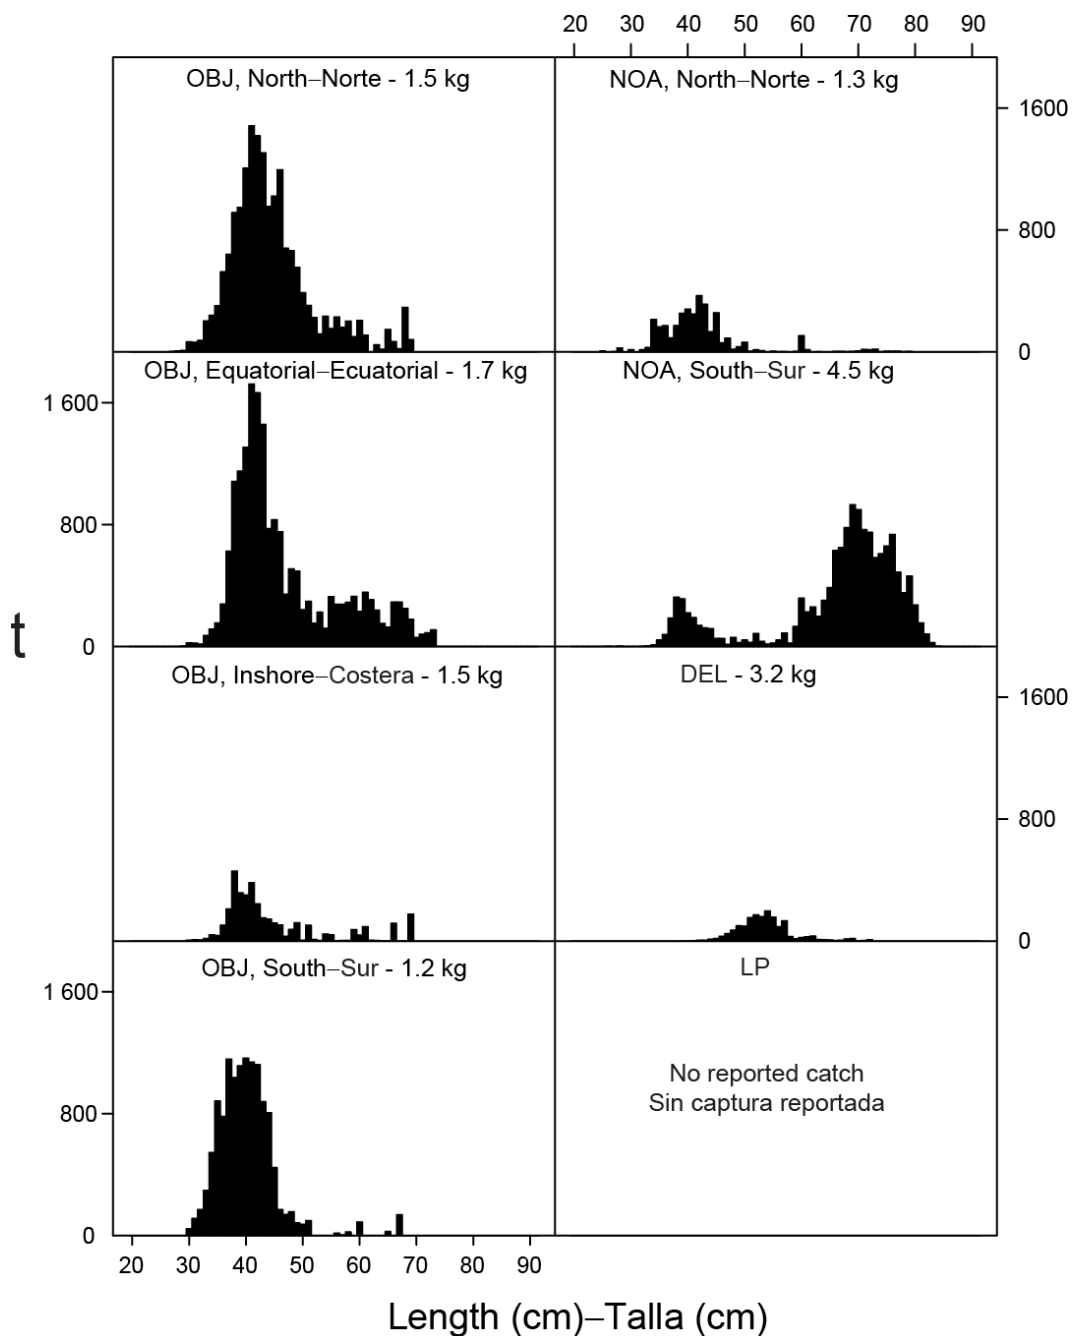 20 30 40 50 60 70 80 90
OBJ, North–Norte - 1.5 kg
NOA, North–Norte - 1.3 kg
1600
800
0
OBJ, Equatorial–Ecuatorial - 1.7 kg
NOA, South–Sur - 4.5 kg
1 600
800
0
t
OBJ, Inshore–Costera - 1.5 kg
DEL - 3.2 kg
1600
800
0
OBJ, South–Sur - 1.2 kg
LP
1 600
No reported catch
Sin captura reportada
800
0
20 30 40 50 60 70 80 90
Length (cm)–Talla (cm)